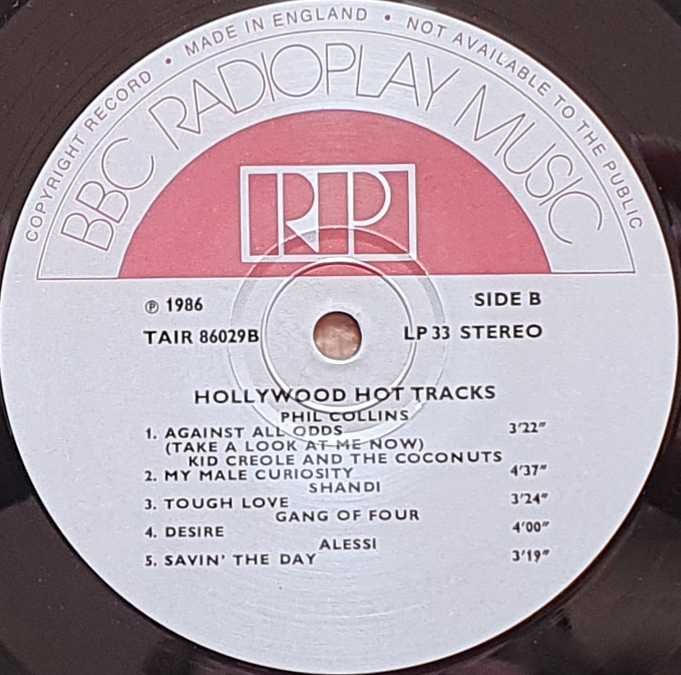 COPYRIGHT RECORD • MADE IN ENGLAND • NOT AVAILABLE TO THE PUBLIC
BBC RADIOPLAY MUSIC
RP
℗ 1986 SIDE B
TAIR 86029B LP 33 STEREO
HOLLYWOOD HOT TRACKS
PHIL COLLINS
1. AGAINST ALL ODDS 3'22"
(TAKE A LOOK AT ME NOW)
KID CREOLE AND THE COCONUTS
2. MY MALE CURIOSITY 4'37"
SHANDI
3. TOUGH LOVE 3'24"
GANG OF FOUR
4. DESIRE 4'00"
ALESSI
5. SAVIN' THE DAY 3'19"